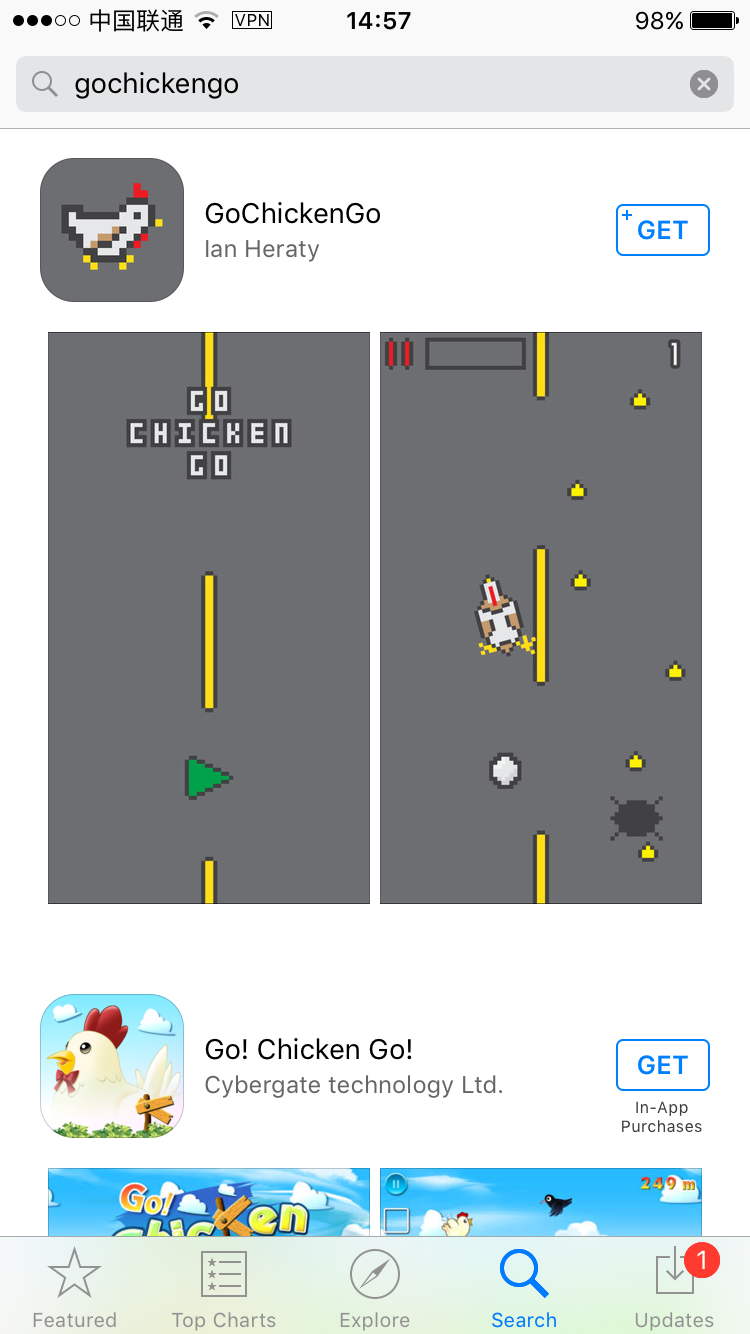 中国联通 VPN 14:57 98%
gochickengo
GoChickenGo
Ian Heraty
+ GET
GO
CHICKEN
GO
1
Go! Chicken Go!
Cybergate technology Ltd.
GET
In-App
Purchases
Go!
Chicken
249 m
1
Featured Top Charts Explore Search Updates